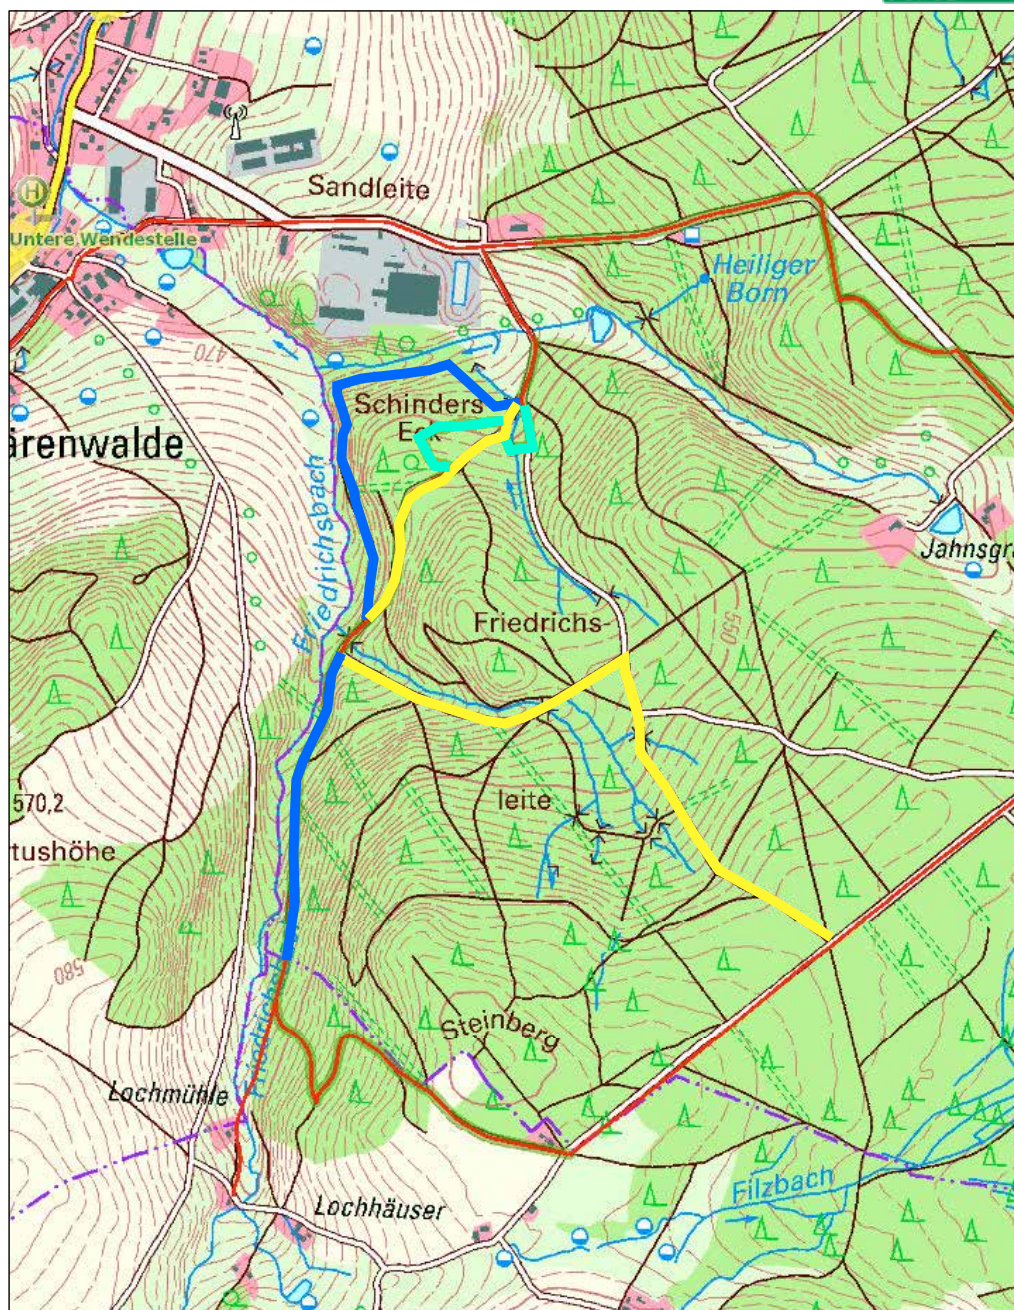 Sandleite
H
Untere Wendestelle
Heiliger
Born
470
Schinders
Eck
ärenwalde
Friedrichsbach
Jahnsgr
Friedrichs-
550
570,2
leite
tushöhe
580
Steinberg
Lochmühle
Filzbach
Lochhäuser